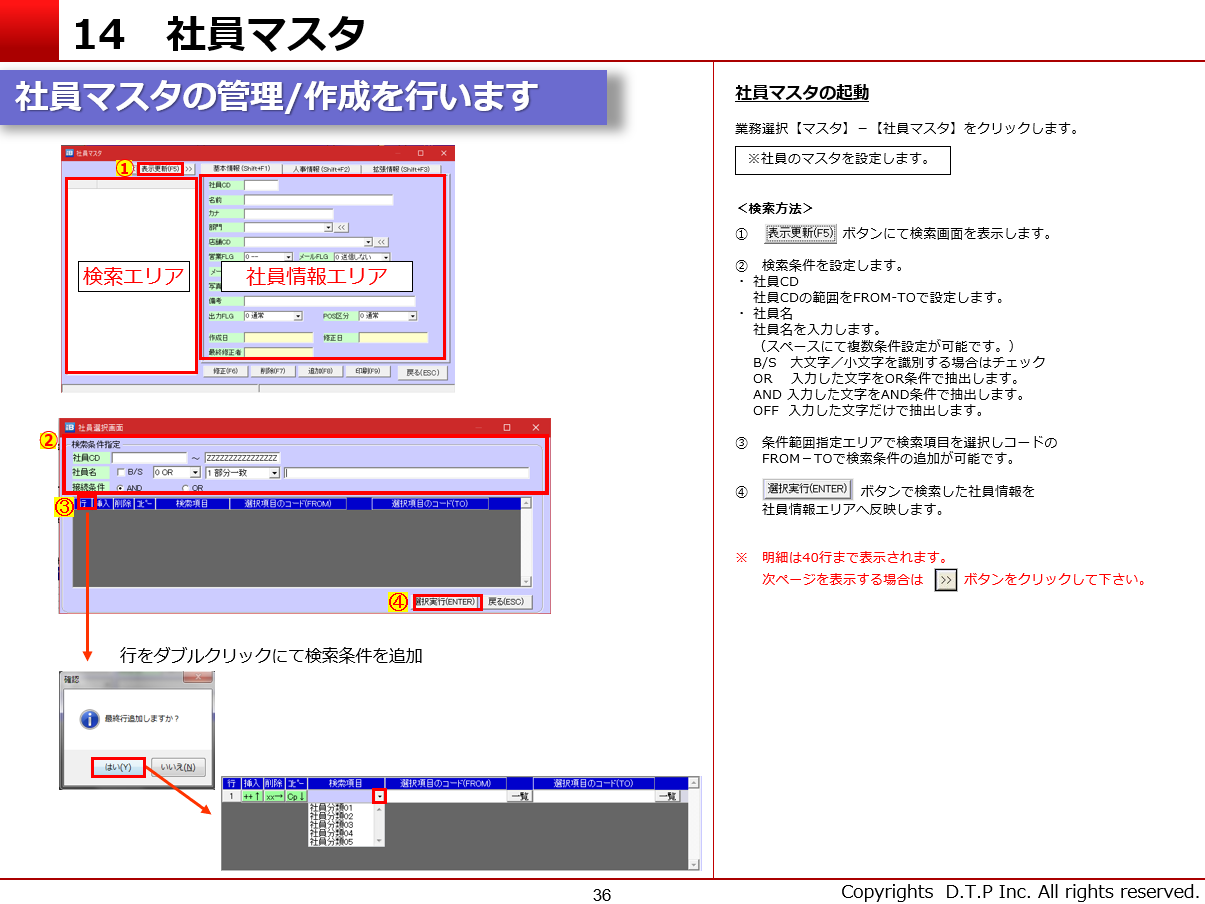 14　社員マスタ
社員マスタの管理/作成を行います
社員マスタ
① 表示更新(F5) >> 基本情報(Shift+F1) 人事情報(Shift+F2) 拡張情報(Shift+F3)
社員CD
名前
カナ
部門 <<
店舗CD <<
営業FLG 0 -- メールFLG 0 送信しない
検索エリア
社員情報エリア
備考
出力FLG 0 通常 POS区分 0 通常
作成日 修正日
最終修正者
修正(F6) 削除(F7) 追加(F8) 印刷(F9) 戻る(ESC)
社員選択画面
② 検索条件指定
社員CD ～ ZZZZZZZZZZZZZZZZ
社員名 B/S 0 OR 1 部分一致
接続条件 AND OR
③ 行 挿入 削除 ｺﾋﾟｰ 検索項目 選択項目のコード(FROM) 選択項目のコード(TO)
④ 選択実行(ENTER) 戻る(ESC)
行をダブルクリックにて検索条件を追加
確認
最終行追加しますか？
はい(Y) いいえ(N)
行 挿入 削除 ｺﾋﾟｰ 検索項目 選択項目のコード(FROM) 選択項目のコード(TO)
1 ++↑ xx→ Cp↓ 一覧 一覧
社員分類01
社員分類02
社員分類03
社員分類04
社員分類05
社員マスタの起動
業務選択【マスタ】－【社員マスタ】をクリックします。
※社員のマスタを設定します。
＜検索方法＞
① 表示更新(F5) ボタンにて検索画面を表示します。
② 検索条件を設定します。
・ 社員CD
社員CDの範囲をFROM-TOで設定します。
・ 社員名
社員名を入力します。
（スペースにて複数条件設定が可能です。）
B/S 大文字／小文字を識別する場合はチェック
OR 入力した文字をOR条件で抽出します。
AND 入力した文字をAND条件で抽出します。
OFF 入力した文字だけで抽出します。
③ 条件範囲指定エリアで検索項目を選択しコードの
FROM－TOで検索条件の追加が可能です。
④ 選択実行(ENTER) ボタンで検索した社員情報を
社員情報エリアへ反映します。
※ 明細は40行まで表示されます。
次ページを表示する場合は >> ボタンをクリックして下さい。
36
Copyrights D.T.P Inc. All rights reserved.